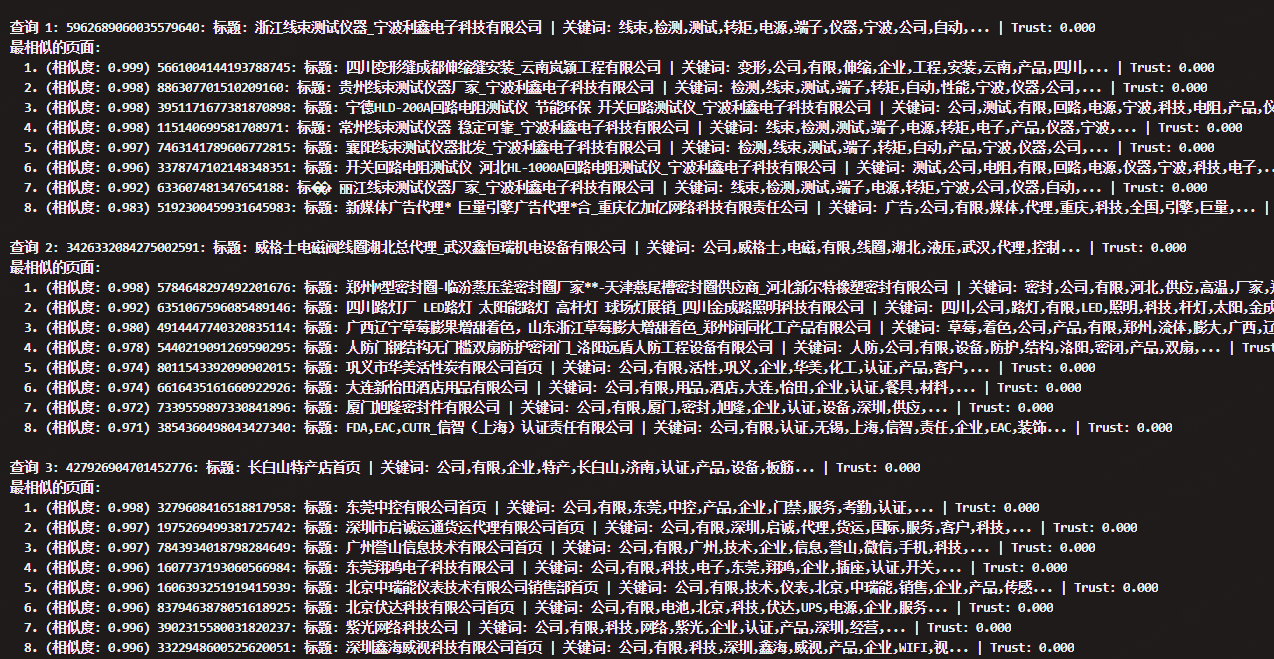 查询 1: 5962689060035579640: 标题: 浙江线束测试仪器_宁波利鑫电子科技有限公司 | 关键词: 线束,检测,测试,转矩,电源,端子,仪器,宁波,公司,自动,... | Trust: 0.000
最相似的页面:
1. (相似度: 0.999) 5661004144193788745: 标题: 四川变形缝成都伸缩缝安装_云南岚颖工程有限公司 | 关键词: 变形,公司,有限,伸缩,企业,工程,安装,云南,产品,四川,... | Trust: 0.000
2. (相似度: 0.998) 886307701510209160: 标题: 贵州线束测试仪器厂家_宁波利鑫电子科技有限公司 | 关键词: 检测,线束,测试,端子,转矩,自动,性能,宁波,仪器,公司,... | Trust: 0.000
3. (相似度: 0.998) 3951171677381870898: 标题: 宁德HLD-200A回路电阻测试仪 节能环保 开关回路测试仪_宁波利鑫电子科技有限公司 | 关键词: 公司,测试,有限,回路,电源,宁波,科技,电阻,产品,仪
4. (相似度: 0.998) 115140699581708971: 标题: 常州线束测试仪器 稳定可靠_宁波利鑫电子科技有限公司 | 关键词: 线束,检测,测试,端子,电源,转矩,电子,产品,仪器,宁波,... | Trust: 0.000
5. (相似度: 0.997) 7463141789606772815: 标题: 襄阳线束测试仪器批发_宁波利鑫电子科技有限公司 | 关键词: 检测,线束,测试,端子,转矩,自动,产品,宁波,仪器,公司,... | Trust: 0.000
6. (相似度: 0.996) 3378747102148348351: 标题: 开关回路电阻测试仪 河北HL-1000A回路电阻测试仪_宁波利鑫电子科技有限公司 | 关键词: 测试,公司,电阻,有限,回路,电源,仪器,宁波,科技,电子,..
7. (相似度: 0.992) 633607481347654188: 标�� 丽江线束测试仪器厂家_宁波利鑫电子科技有限公司 | 关键词: 线束,检测,测试,端子,电源,转矩,宁波,公司,仪器,自动,... | Trust: 0.000
8. (相似度: 0.983) 5192300459931645983: 标题: 新媒体广告代理* 巨量引擎广告代理*合_重庆亿加亿网络科技有限责任公司 | 关键词: 广告,公司,有限,媒体,代理,重庆,科技,全国,引擎,巨量,... |
查询 2: 3426332084275002591: 标题: 威格士电磁阀线圈湖北总代理_武汉鑫恒瑞机电设备有限公司 | 关键词: 公司,威格士,电磁,有限,线圈,湖北,液压,武汉,代理,控制... | Trust: 0.000
最相似的页面:
1. (相似度: 0.998) 5784648297492201676: 标题: 郑州M型密封圈-临汾蒸压釜密封圈厂家**-天津燕尾槽密封圈供应商_河北新尔特橡塑密封有限公司 | 关键词: 密封,公司,有限,河北,供应,高温,厂家,
2. (相似度: 0.992) 6351067596085489146: 标题: 四川路灯厂 LED路灯 太阳能路灯 高杆灯 球场灯展销_四川金成路照明科技有限公司 | 关键词: 四川,公司,路灯,有限,LED,照明,科技,杆灯,太阳,金成
3. (相似度: 0.980) 4914447740320835114: 标题: 广西辽宁草莓膨果增甜着色, 山东浙江草莓膨大增甜着色_郑州润同化工产品有限公司 | 关键词: 草莓,着色,公司,产品,有限,郑州,流体,膨大,广西,辽
4. (相似度: 0.978) 5440219091269590295: 标题: 人防门钢结构无门槛双扇防护密闭门_洛阳远盾人防工程设备有限公司 | 关键词: 人防,公司,有限,设备,防护,结构,洛阳,密闭,产品,双扇,... | Trust
5. (相似度: 0.974) 8011543392090902015: 标题: 巩义市华美活性炭有限公司首页 | 关键词: 公司,有限,活性,巩义,企业,华美,化工,认证,产品,客户,... | Trust: 0.000
6. (相似度: 0.974) 6616435161660922926: 标题: 大连新怡田酒店用品有限公司 | 关键词: 公司,有限,用品,酒店,大连,怡田,企业,认证,餐具,材料,... | Trust: 0.000
7. (相似度: 0.972) 7339559897330841896: 标题: 厦门旭隆密封件有限公司 | 关键词: 公司,有限,厦门,密封,旭隆,企业,认证,设备,深圳,供应,... | Trust: 0.000
8. (相似度: 0.971) 3854360498043427340: 标题: FDA,EAC,CUTR_信智（上海）认证责任有限公司 | 关键词: 公司,有限,认证,无锡,上海,信智,责任,企业,EAC,装饰... | Trust: 0.000
查询 3: 427926904701452776: 标题: 长白山特产店首页 | 关键词: 公司,有限,企业,特产,长白山,济南,认证,产品,设备,板筋... | Trust: 0.000
最相似的页面:
1. (相似度: 0.998) 3279608416518817958: 标题: 东莞中控有限公司首页 | 关键词: 公司,有限,东莞,中控,产品,企业,门禁,服务,考勤,认证,... | Trust: 0.000
2. (相似度: 0.997) 1975269499381725742: 标题: 深圳市启诚运通货运代理有限公司首页 | 关键词: 公司,有限,深圳,启诚,代理,货运,国际,服务,客户,科技,... | Trust: 0.000
3. (相似度: 0.997) 7843934018798284649: 标题: 广州誉山信息技术有限公司首页 | 关键词: 公司,有限,广州,技术,企业,信息,誉山,微信,手机,科技,... | Trust: 0.000
4. (相似度: 0.996) 1607737193060566984: 标题: 东莞翔鸿电子科技有限公司 | 关键词: 公司,有限,科技,电子,东莞,翔鸿,企业,插座,认证,开关,... | Trust: 0.000
5. (相似度: 0.996) 1606393251919415939: 标题: 北京中瑞能仪表技术有限公司销售部首页 | 关键词: 公司,有限,技术,仪表,北京,中瑞能,销售,企业,产品,传感... | Trust: 0.000
6. (相似度: 0.996) 8379463878051618925: 标题: 北京优达科技有限公司首页 | 关键词: 公司,有限,电池,北京,科技,优达,UPS,电源,企业,服务... | Trust: 0.000
7. (相似度: 0.996) 3902315580031820237: 标题: 紫光网络科技公司 | 关键词: 公司,有限,科技,网络,紫光,企业,认证,产品,深圳,经营,... | Trust: 0.000
8. (相似度: 0.996) 3322948600525620051: 标题: 深圳鑫海威视科技有限公司首页 | 关键词: 公司,有限,科技,深圳,鑫海,威视,产品,企业,WIFI,视... | Trust: 0.000